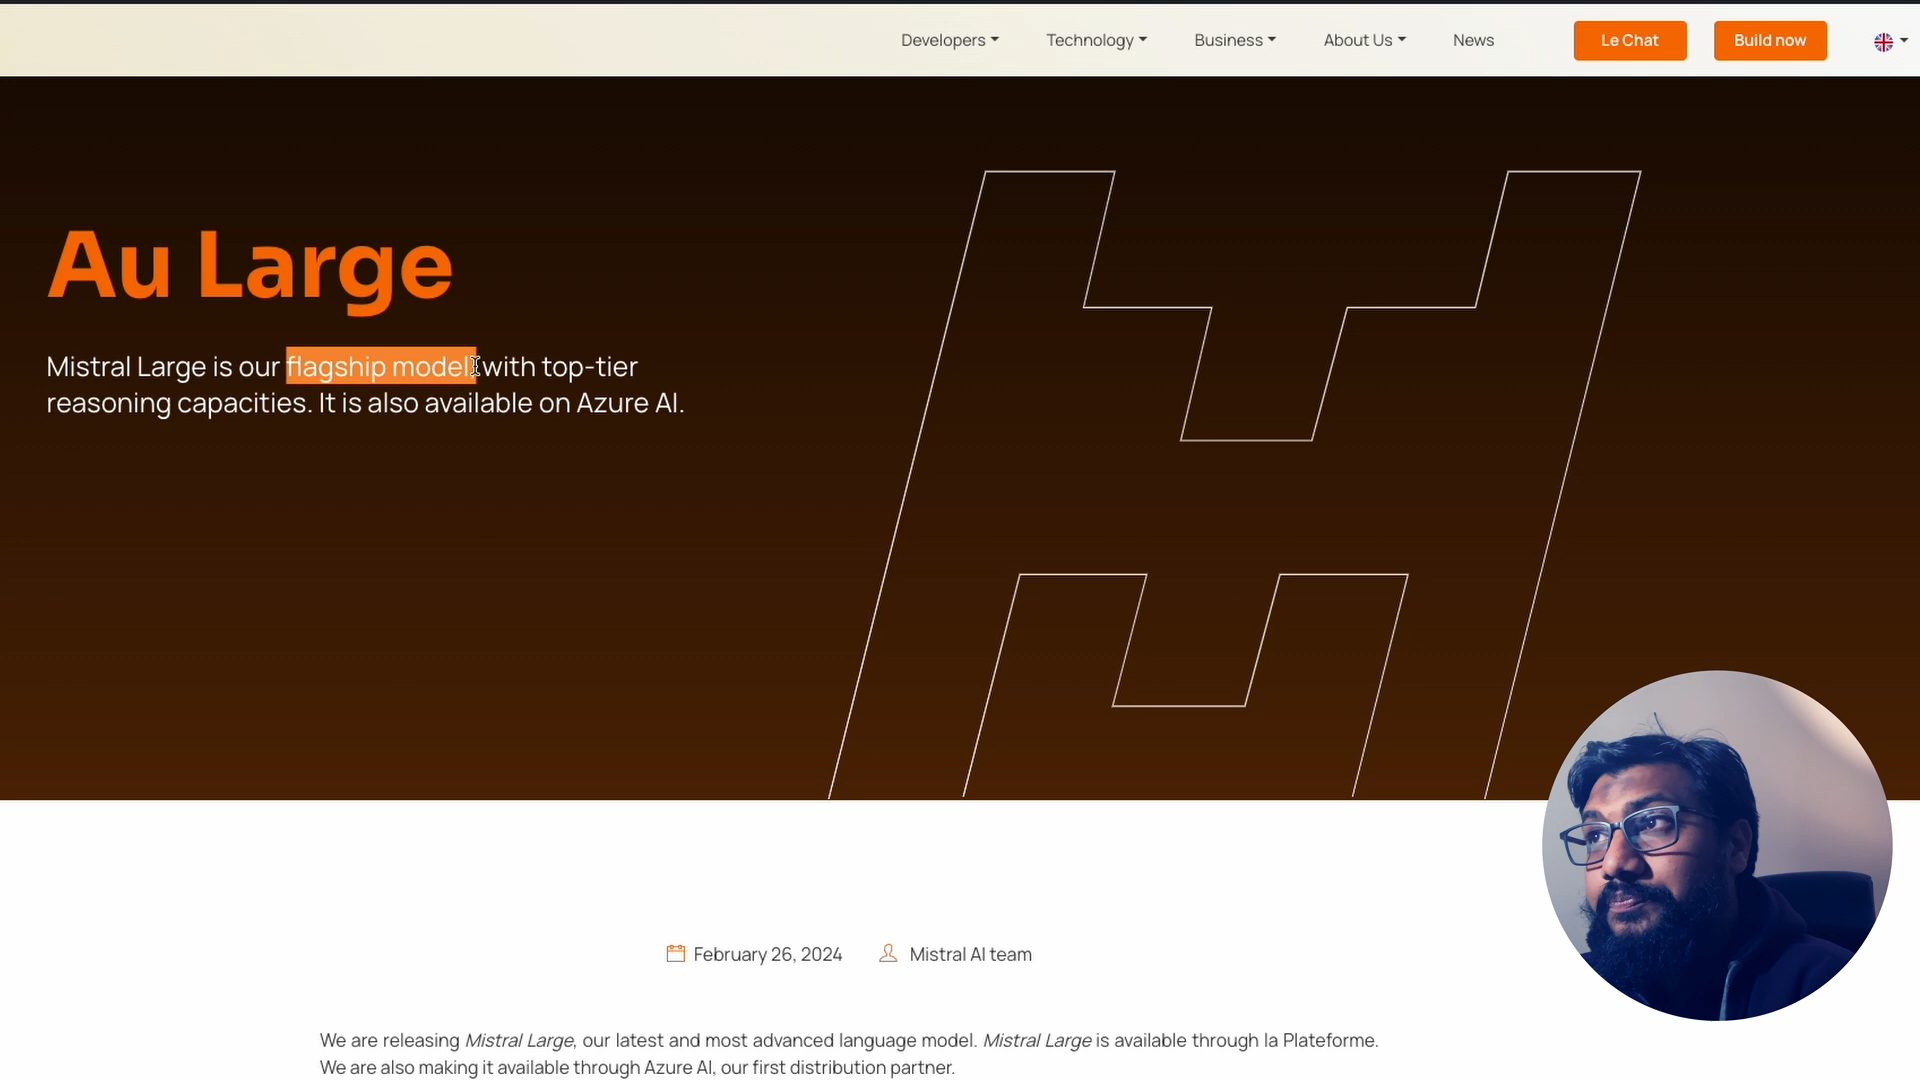 Developers Technology Business About Us News Le Chat Build now
Au Large
Mistral Large is our flagship model, with top-tier
reasoning capacities. It is also available on Azure AI.
February 26, 2024 Mistral AI team
We are releasing Mistral Large, our latest and most advanced language model. Mistral Large is available through la Plateforme.
We are also making it available through Azure AI, our first distribution partner.